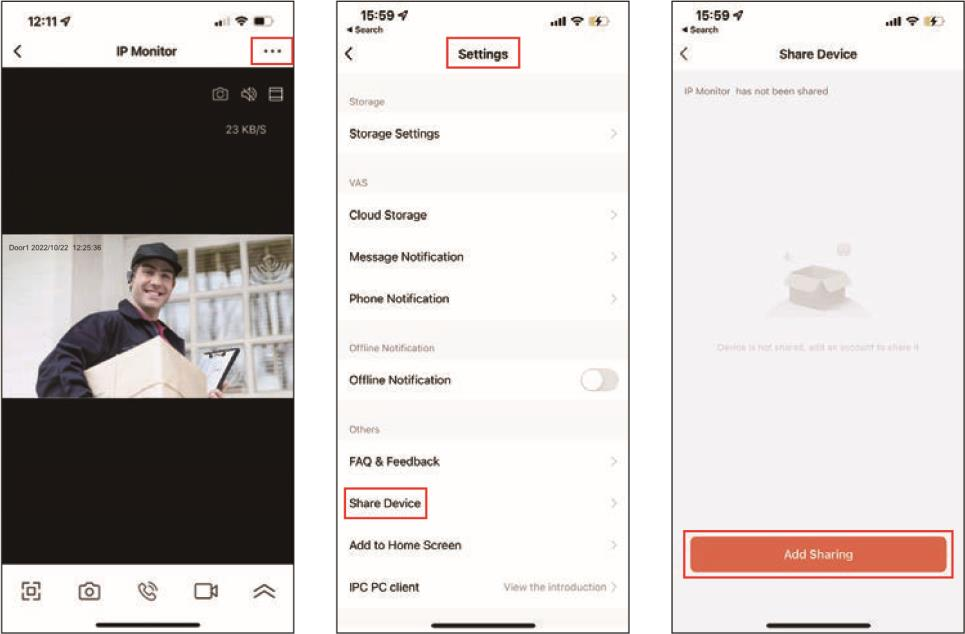 12:11
IP Monitor
23 KB/S
Door1 2022/10/22 12:25:36
15:59
Search
Settings
Storage
Storage Settings
VAS
Cloud Storage
Message Notification
Phone Notification
Offline Notification
Offline Notification
Others
FAQ & Feedback
Share Device
Add to Home Screen
IPC PC client View the introduction
15:59
Search
Share Device
IP Monitor has not been shared
Device is not shared, add an account to share it
Add Sharing